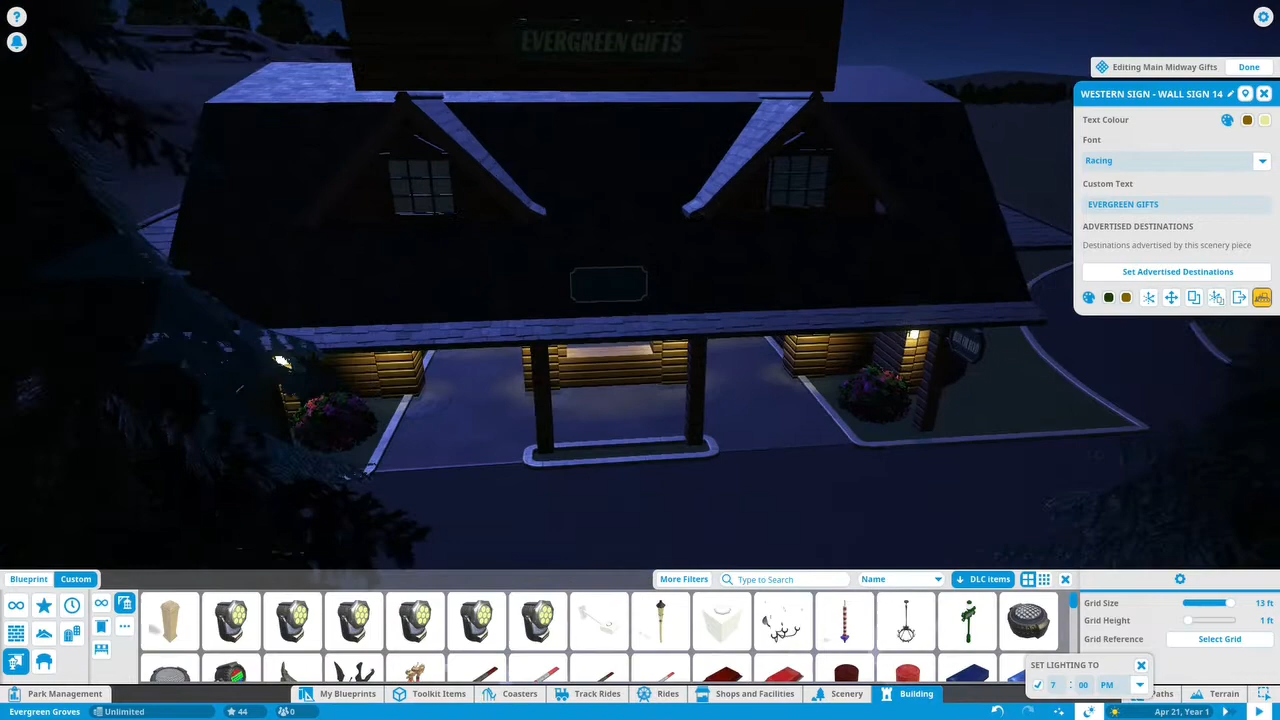 EVERGREEN GIFTS
Editing Main Midway Gifts
Done
WESTERN SIGN - WALL SIGN 14
Text Colour
Font
Racing
Custom Text
EVERGREEN GIFTS
ADVERTISED DESTINATIONS
Destinations advertised by this scenery piece
Set Advertised Destinations
Blueprint
Custom
More Filters
Type to Search
Name
DLC items
Grid Size
13 ft
Grid Height
1 ft
Grid Reference
Select Grid
SET LIGHTING TO
7 : 00 PM
Park Management
My Blueprints
Toolkit Items
Coasters
Track Rides
Rides
Shops and Facilities
Scenery
Building
Paths
Terrain
Evergreen Groves
Unlimited
44
0
Apr 21, Year 1